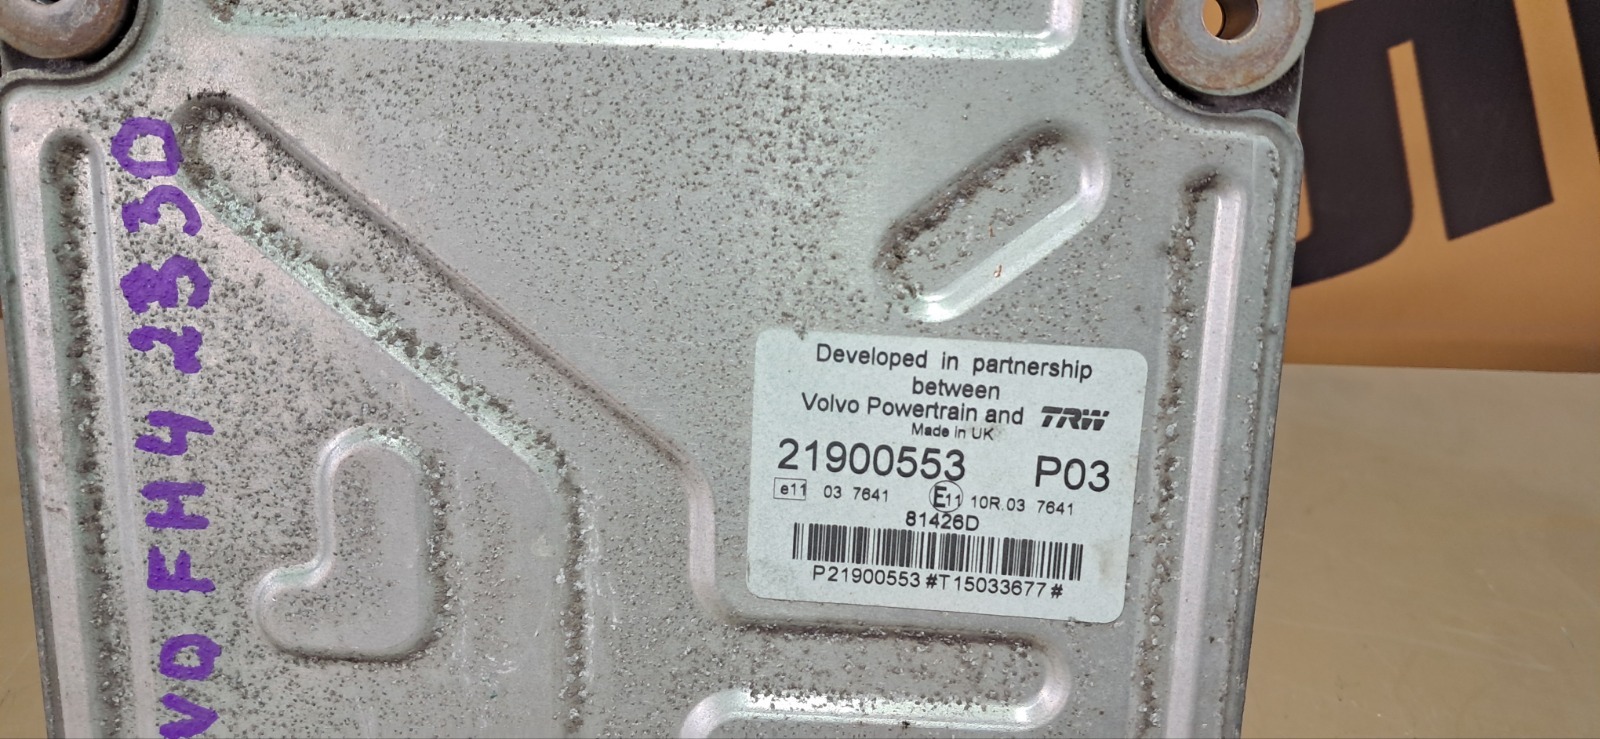 VO FH4 2330
Developed in partnership
between
Volvo Powertrain and TRW
Made in UK
21900553 P03
e11 03 7641 E11 10R 03 7641
81426D
P21900553#T15033677#